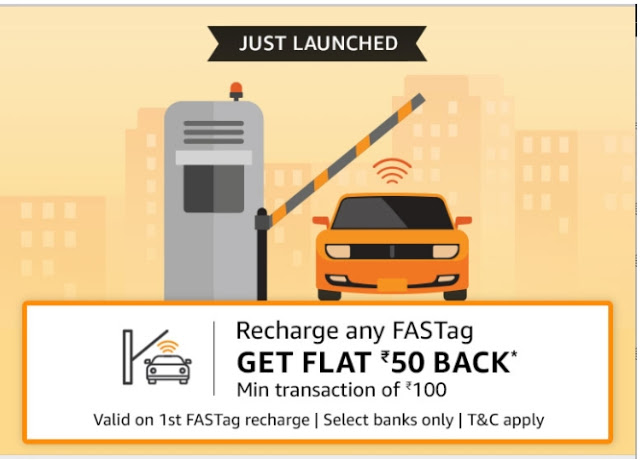 JUST LAUNCHED
Recharge any FASTag
GET FLAT ₹50 BACK*
Min transaction of ₹100
Valid on 1st FASTag recharge | Select banks only | T&C apply